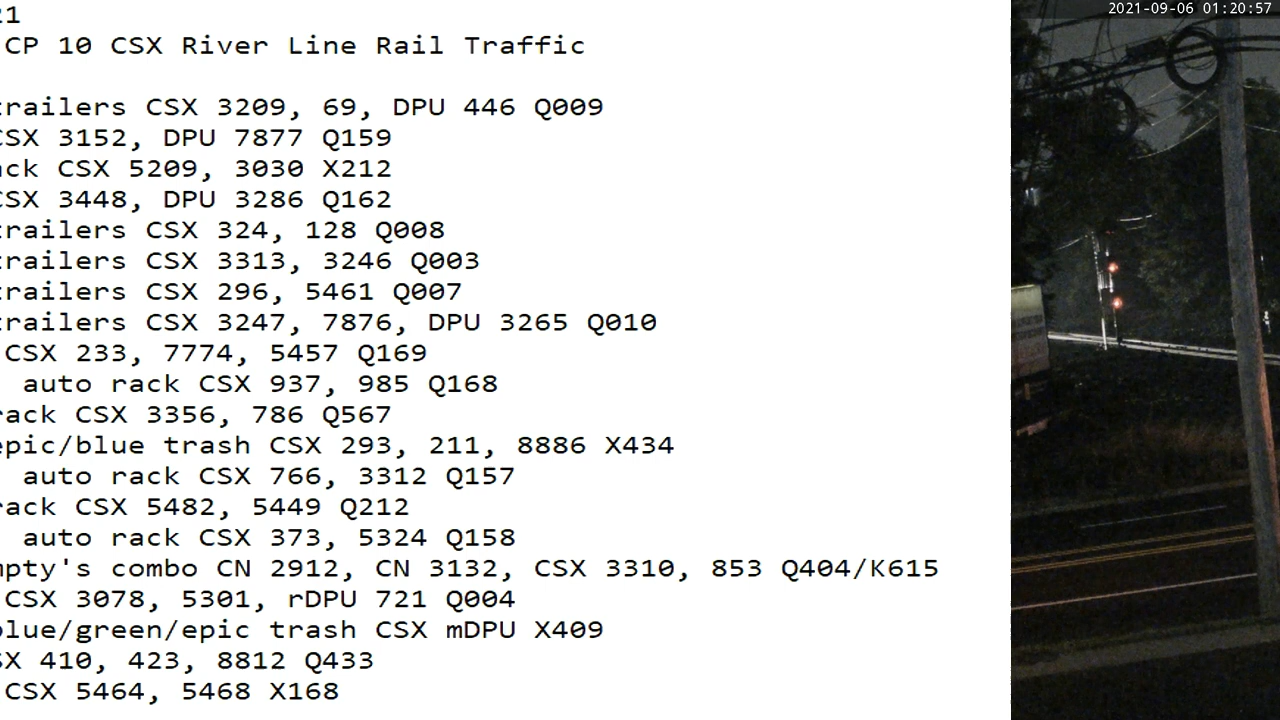 21
CP 10 CSX River Line Rail Traffic
trailers CSX 3209, 69, DPU 446 Q009
CSX 3152, DPU 7877 Q159
ack CSX 5209, 3030 X212
CSX 3448, DPU 3286 Q162
trailers CSX 324, 128 Q008
trailers CSX 3313, 3246 Q003
trailers CSX 296, 5461 Q007
trailers CSX 3247, 7876, DPU 3265 Q010
CSX 233, 7774, 5457 Q169
auto rack CSX 937, 985 Q168
rack CSX 3356, 786 Q567
epic/blue trash CSX 293, 211, 8886 X434
auto rack CSX 766, 3312 Q157
rack CSX 5482, 5449 Q212
auto rack CSX 373, 5324 Q158
mpty's combo CN 2912, CN 3132, CSX 3310, 853 Q404/K615
CSX 3078, 5301, rDPU 721 Q004
blue/green/epic trash CSX mDPU X409
SX 410, 423, 8812 Q433
CSX 5464, 5468 X168
2021-09-06 01:20:57